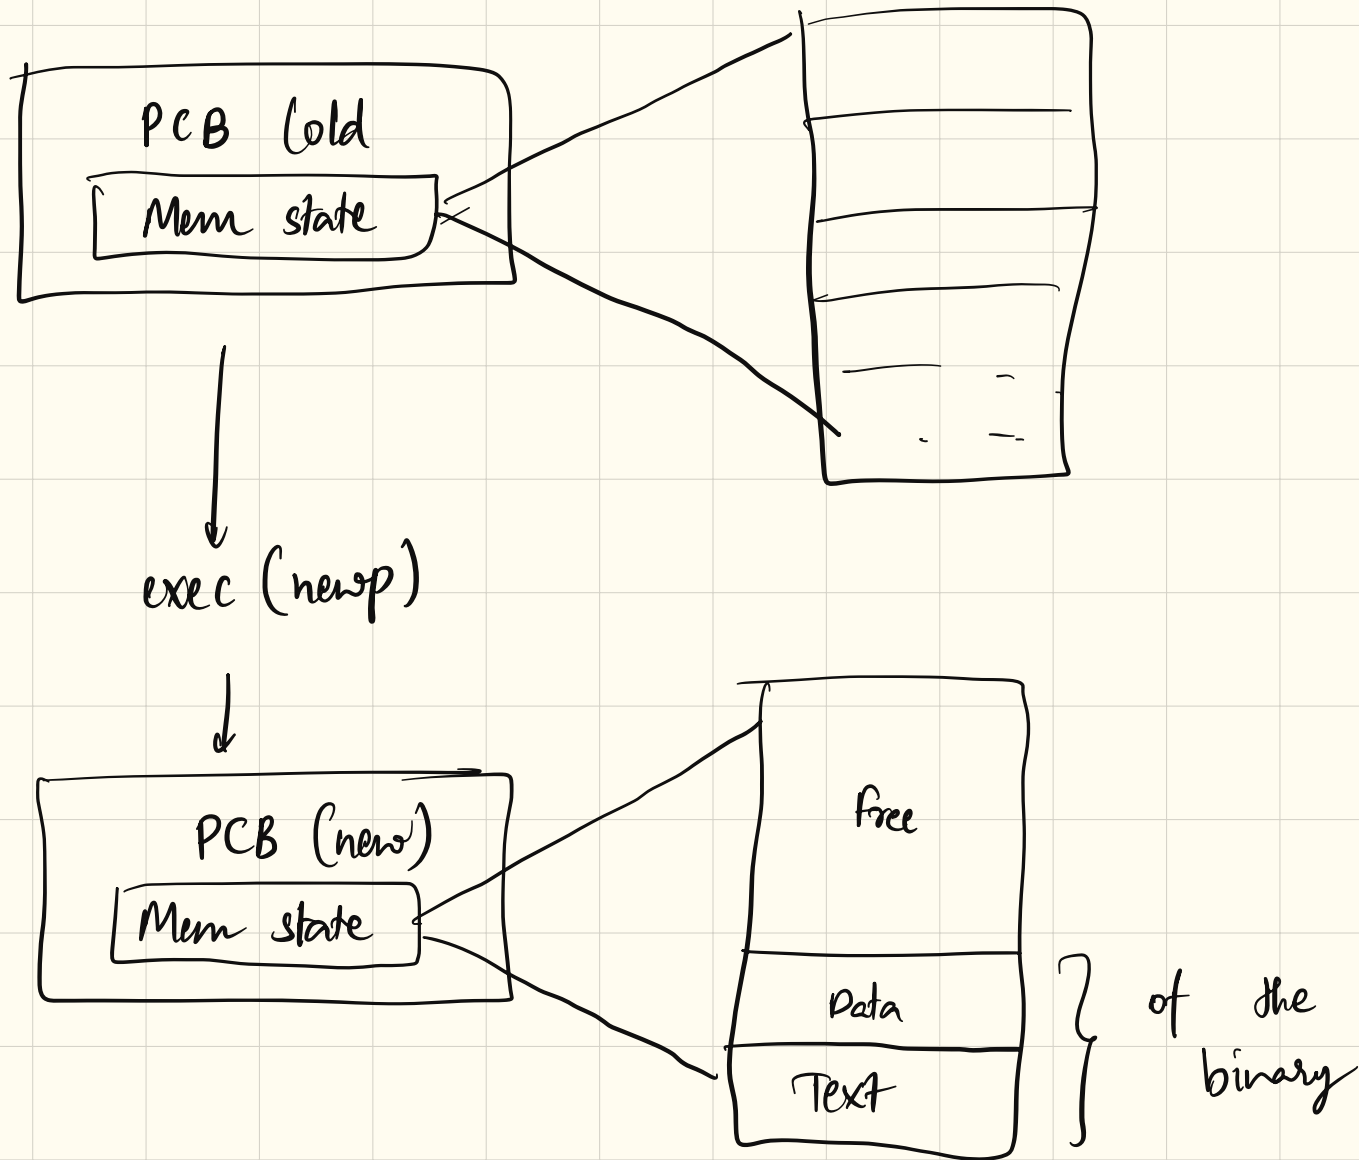 PCB (old
Mem state
exec (newp)
PCB (new)
Mem state
free
Data
Text
of the
binary